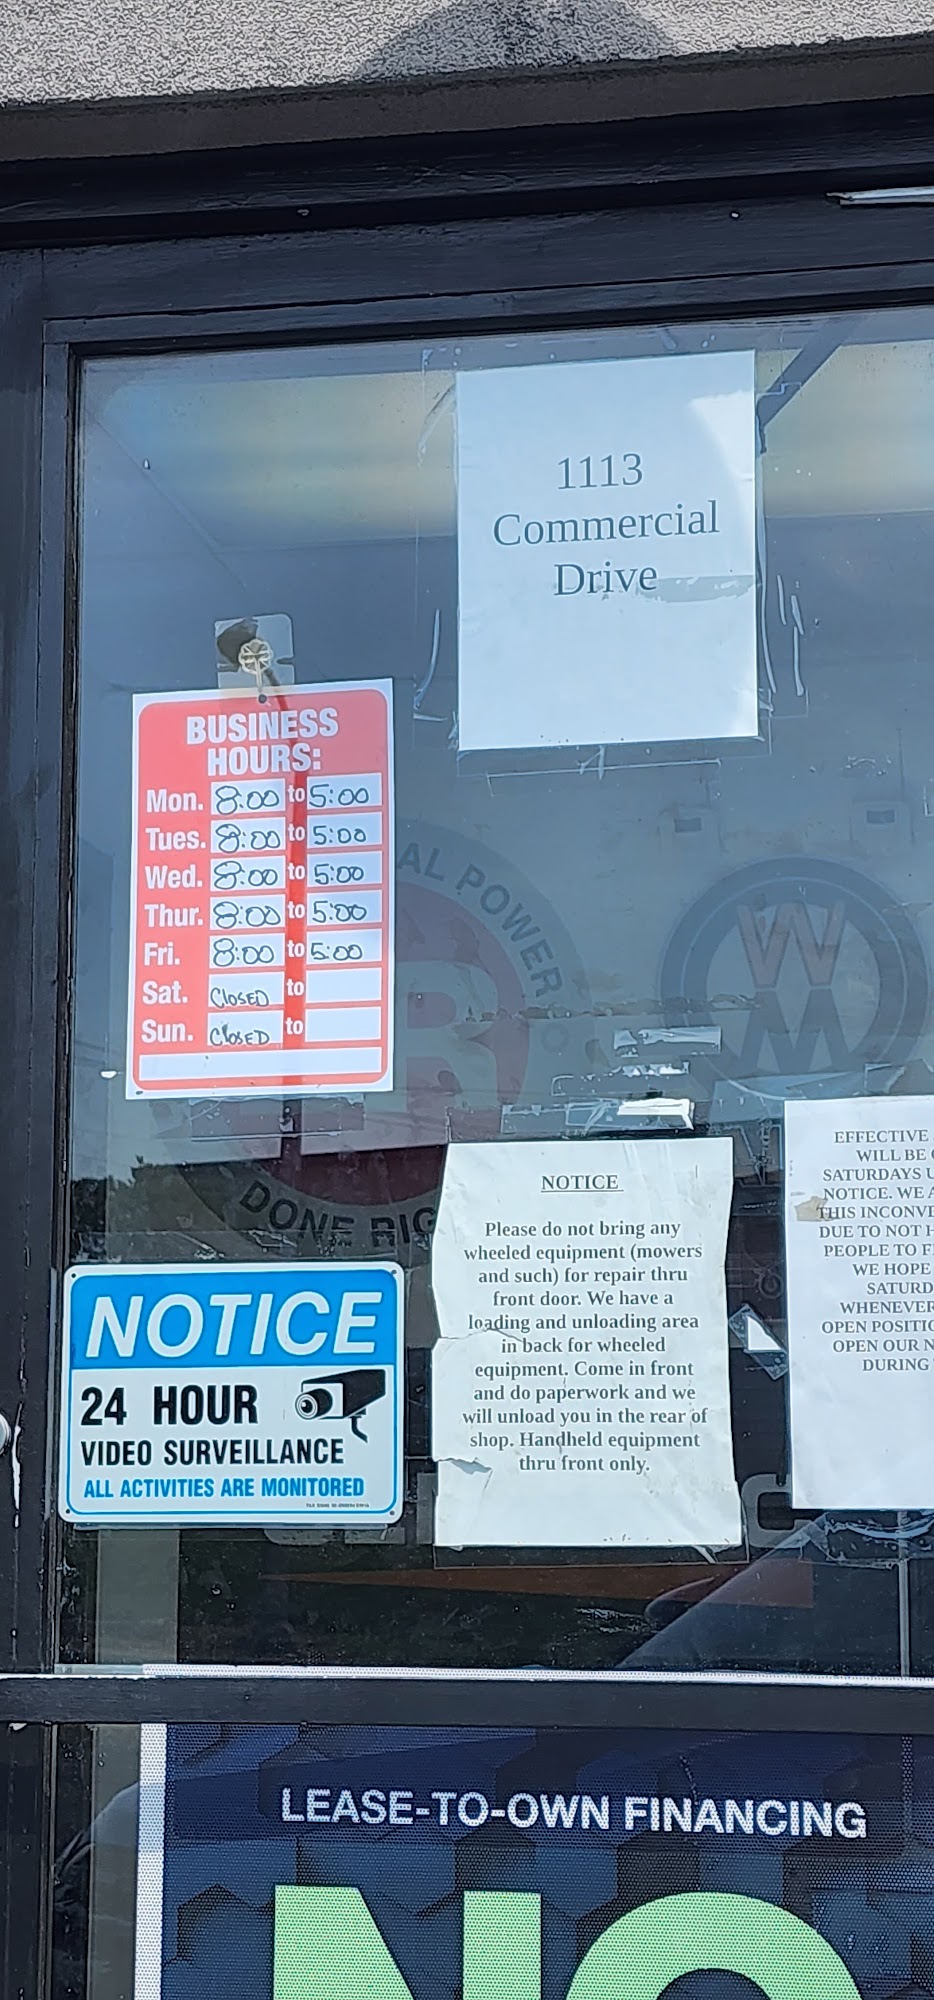 1113
Commercial
Drive
BUSINESS
HOURS:
Mon. 8:00 to 5:00
Tues. 8:00 to 5:00
Wed. 8:00 to 5:00
Thur. 8:00 to 5:00
Fri. 8:00 to 5:00
Sat. CLOSED to
Sun. CLOSED to
AL POWER
DONE RIG
NOTICE
24 HOUR
VIDEO SURVEILLANCE
ALL ACTIVITIES ARE MONITORED
NOTICE
Please do not bring any
wheeled equipment (mowers
and such) for repair thru
front door. We have a
loading and unloading area
in back for wheeled
equipment. Come in front
and do paperwork and we
will unload you in the rear of
shop. Handheld equipment
thru front only.
EFFECTIVE
WILL BE
SATURDAYS U
NOTICE. WE A
THIS INCONVE
DUE TO NOT H
PEOPLE TO F
WE HOPE
SATURD
WHENEVER
OPEN POSITIO
OPEN OUR N
DURING
LEASE-TO-OWN FINANCING
NO